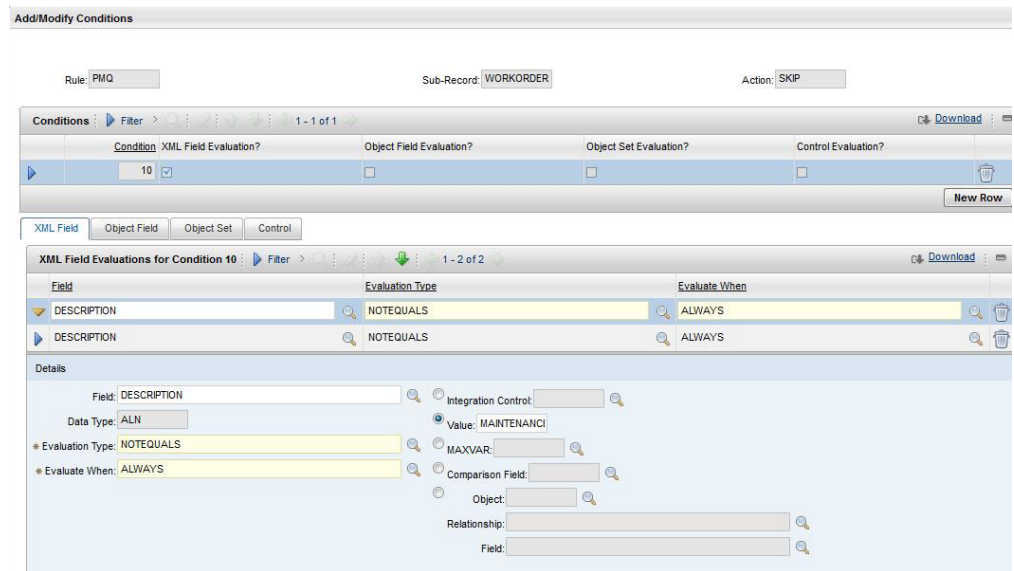 Add/Modify Conditions
Rule: PMQ Sub-Record: WORKORDER Action: SKIP
Conditions Filter 1 - 1 of 1 Download
Condition XML Field Evaluation? Object Field Evaluation? Object Set Evaluation? Control Evaluation?
10
New Row
XML Field Object Field Object Set Control
XML Field Evaluations for Condition 10 Filter 1 - 2 of 2 Download
Field Evaluation Type Evaluate When
DESCRIPTION NOTEQUALS ALWAYS
DESCRIPTION NOTEQUALS ALWAYS
Details
Field: DESCRIPTION Integration Control:
Data Type: ALN Value: MAINTENANCE
Evaluation Type: NOTEQUALS MAXVAR:
Evaluate When: ALWAYS Comparison Field:
Object:
Relationship:
Field: